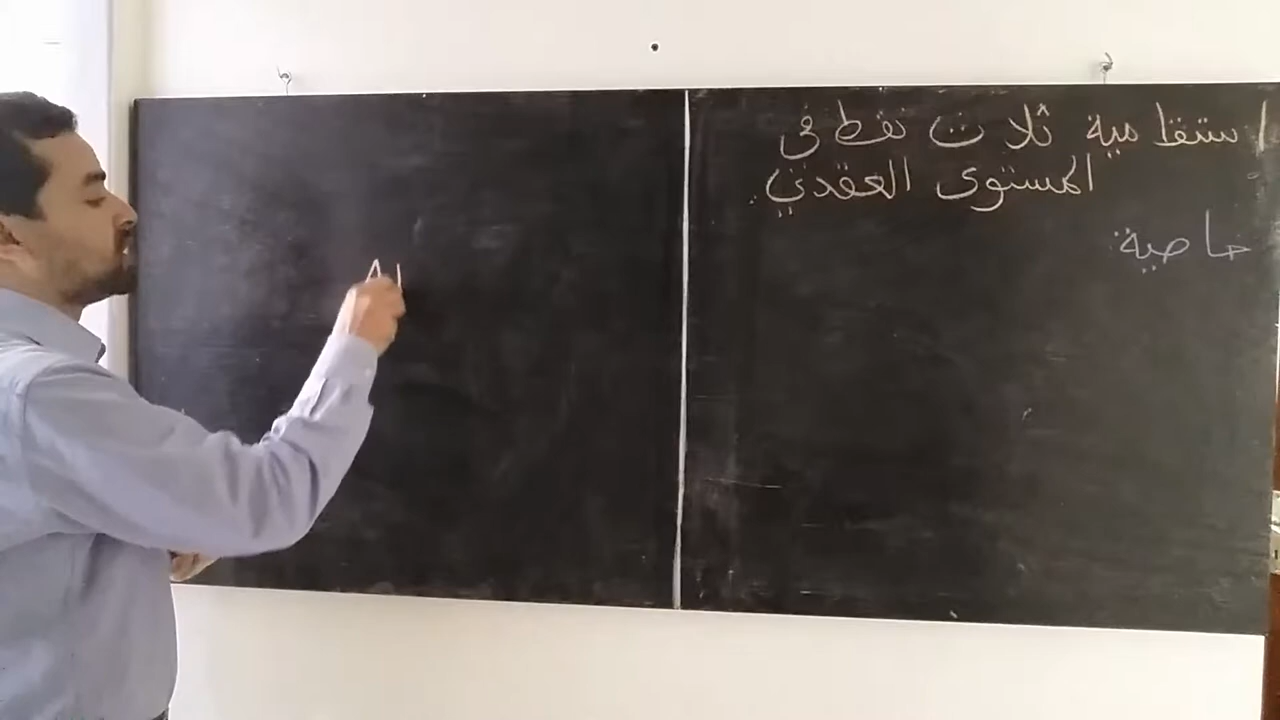 استقامية ثلاث نقط في
المستوى العقدي
خاصية:
A